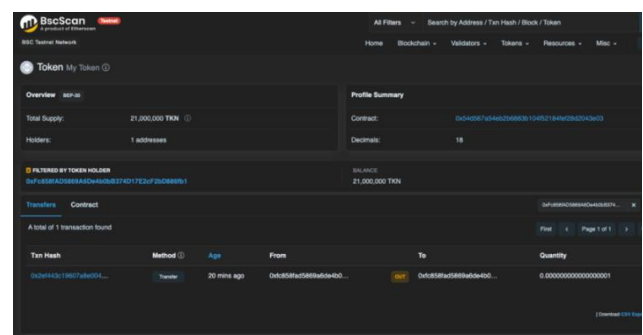 BscScan Testnet
A product of Etherscan
All Filters Search by Address / Txn Hash / Block / Token
BSC Testnet Network
Home Blockchain Validators Tokens Resources Misc
Token My Token
Overview BEP-20
Profile Summary
Total Supply: 21,000,000 TKN
Contract:
Holders: 1 addresses
Decimals: 18
FILTERED BY TOKEN HOLDER
BALANCE
21,000,000 TKN
Transfers Contract
A total of 1 transaction found
First Page 1 of 1
Txn Hash Method Age From To Quantity
Transfer 20 mins ago OUT 0.000000000000000001
[ Download CSV